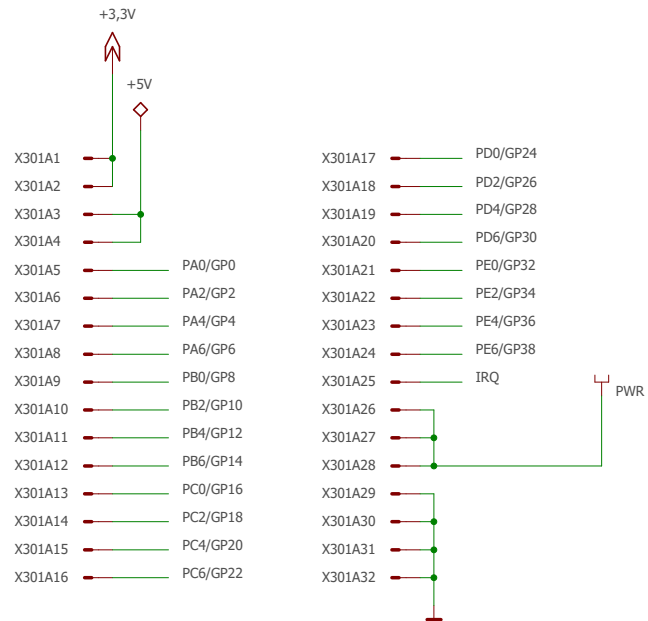 +3,3V
+5V
X301A1
X301A2
X301A3
X301A4
X301A5 PA0/GP0
X301A6 PA2/GP2
X301A7 PA4/GP4
X301A8 PA6/GP6
X301A9 PB0/GP8
X301A10 PB2/GP10
X301A11 PB4/GP12
X301A12 PB6/GP14
X301A13 PC0/GP16
X301A14 PC2/GP18
X301A15 PC4/GP20
X301A16 PC6/GP22
X301A17 PD0/GP24
X301A18 PD2/GP26
X301A19 PD4/GP28
X301A20 PD6/GP30
X301A21 PE0/GP32
X301A22 PE2/GP34
X301A23 PE4/GP36
X301A24 PE6/GP38
X301A25 IRQ
PWR
X301A26
X301A27
X301A28
X301A29
X301A30
X301A31
X301A32